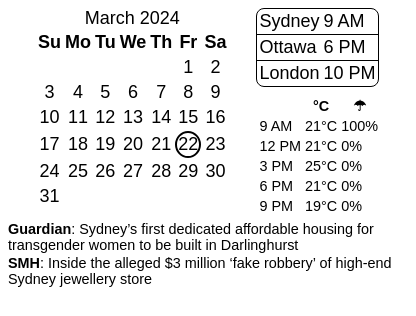 March 2024
Su Mo Tu We Th Fr Sa
1 2
3 4 5 6 7 8 9
10 11 12 13 14 15 16
17 18 19 20 21 22 23
24 25 26 27 28 29 30
31
Sydney 9 AM
Ottawa 6 PM
London 10 PM
°C ☂
9 AM 21°C 100%
12 PM 21°C 0%
3 PM 25°C 0%
6 PM 21°C 0%
9 PM 19°C 0%
Guardian: Sydney’s first dedicated affordable housing for
transgender women to be built in Darlinghurst
SMH: Inside the alleged $3 million ‘fake robbery’ of high-end
Sydney jewellery store